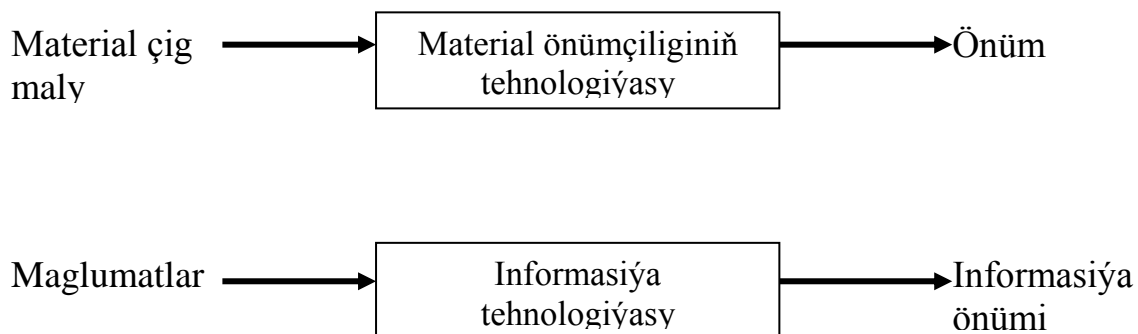 Material çig
maly
Material önümçiliginiň
tehnologiýasy
Önüm
Maglumatlar
Informasiýa
tehnologiýasy
Informasiýa
önümi